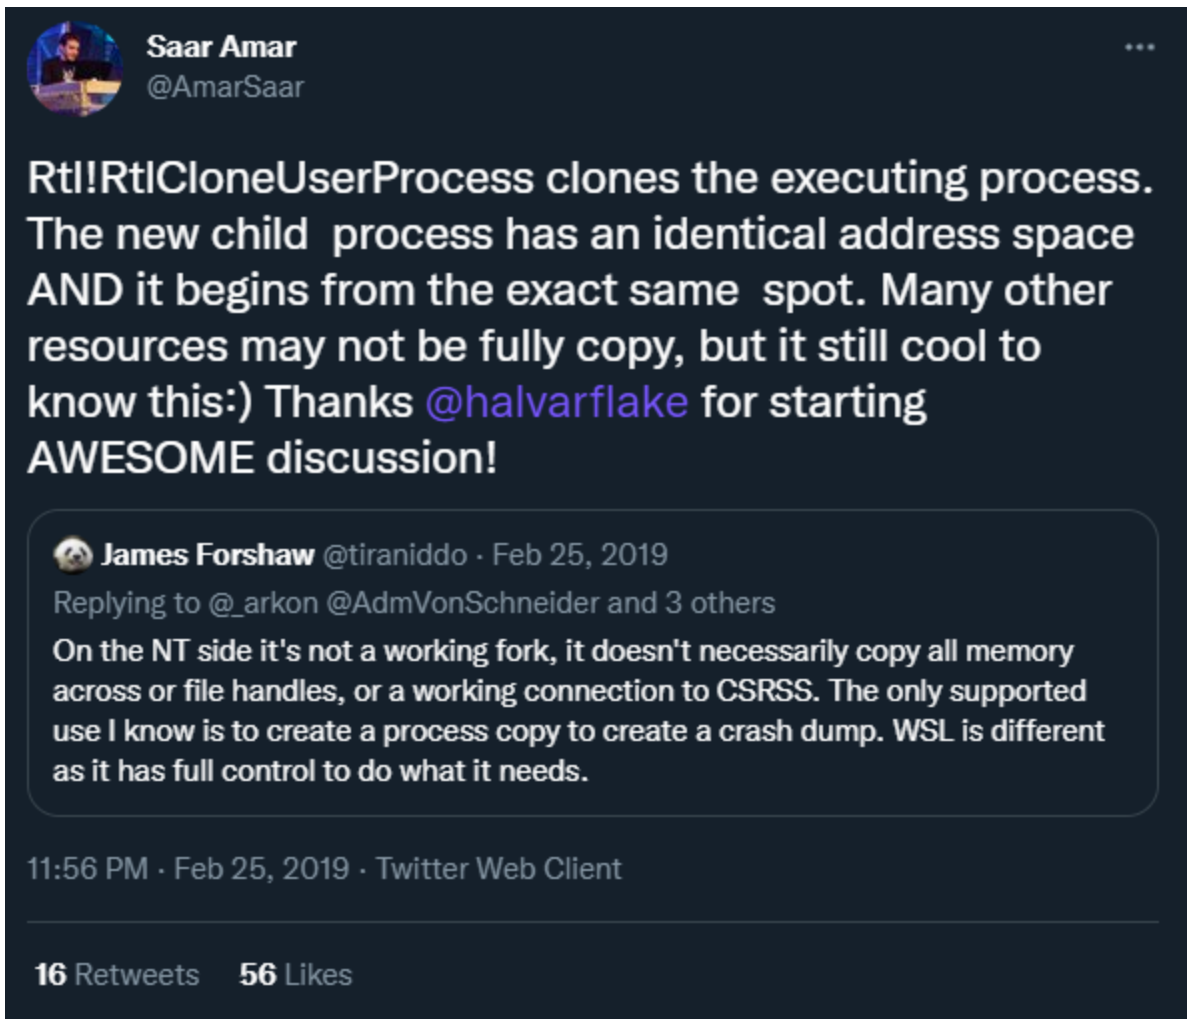 Saar Amar
@AmarSaar
Rtl!RtlCloneUserProcess clones the executing process.
The new child  process has an identical address space
AND it begins from the exact same  spot. Many other
resources may not be fully copy, but it still cool to
know this:) Thanks @halvarflake for starting
AWESOME discussion!
James Forshaw @tiraniddo · Feb 25, 2019
Replying to @_arkon @AdmVonSchneider and 3 others
On the NT side it's not a working fork, it doesn't necessarily copy all memory
across or file handles, or a working connection to CSRSS. The only supported
use I know is to create a process copy to create a crash dump. WSL is different
as it has full control to do what it needs.
11:56 PM · Feb 25, 2019 · Twitter Web Client
16 Retweets 56 Likes